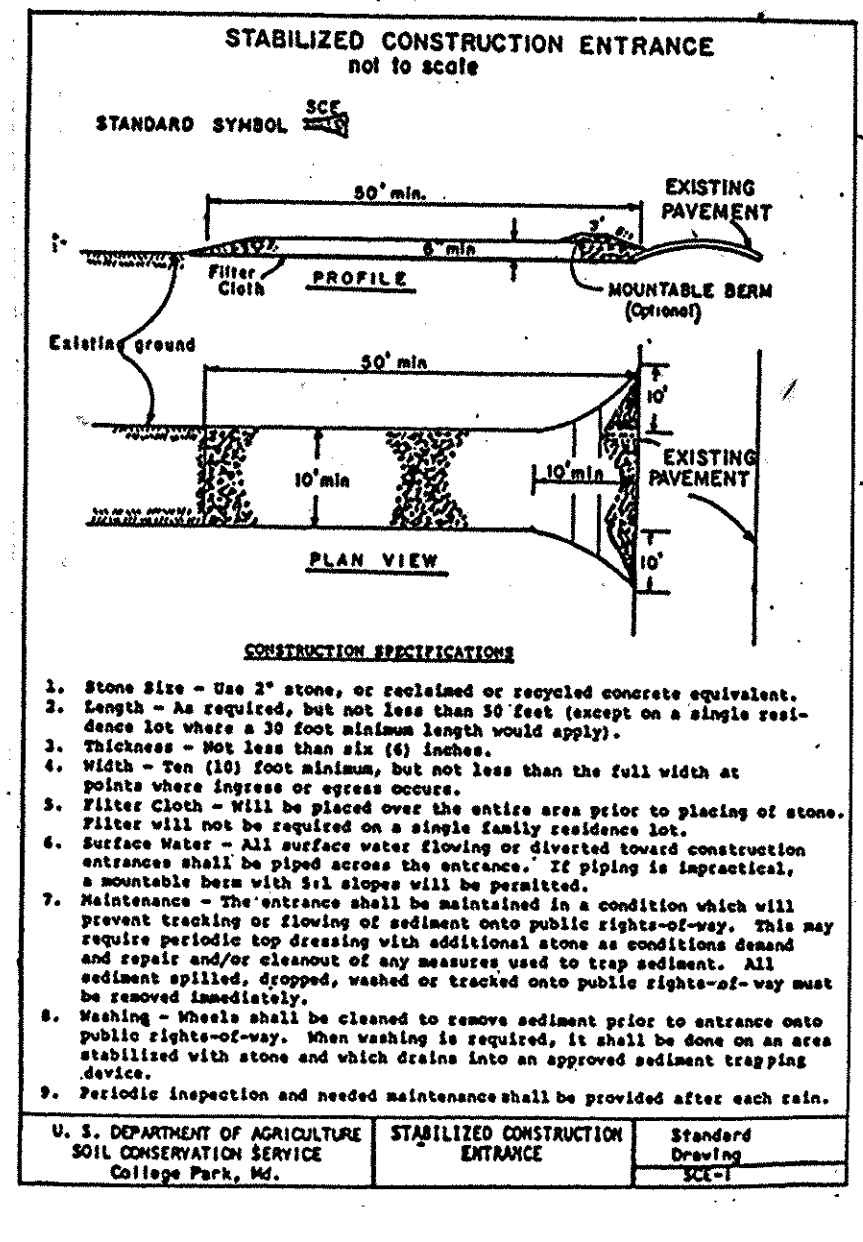 STABILIZED CONSTRUCTION ENTRANCE
not to scale
SCE
STANDARD SYMBOL
50' min.
EXISTING
PAVEMENT
3'
6" min
Filter
Cloth
PROFILE
MOUNTABLE BERM
(Optional)
Existing ground
50' min
10'
10' min
10' min
EXISTING
PAVEMENT
10'
PLAN VIEW
CONSTRUCTION SPECIFICATIONS
1. Stone Size - Use 2" stone, or reclaimed or recycled concrete equivalent.
2. Length - As required, but not less than 50 feet (except on a single resi-
dence lot where a 30 foot minimum length would apply).
3. Thickness - Not less than six (6) inches.
4. Width - Ten (10) foot minimum, but not less than the full width at
points where ingress or egress occurs.
5. Filter Cloth - Will be placed over the entire area prior to placing of stone.
Filter will not be required on a single family residence lot.
6. Surface Water - All surface water flowing or diverted toward construction
entrances shall be piped across the entrance. If piping is impractical,
a mountable berm with 5:1 slopes will be permitted.
7. Maintenance - The entrance shall be maintained in a condition which will
prevent tracking or flowing of sediment onto public rights-of-way. This may
require periodic top dressing with additional stone as conditions demand
and repair and/or cleanout of any measures used to trap sediment. All
sediment spilled, dropped, washed or tracked onto public rights-of-way must
be removed immediately.
8. Washing - Wheels shall be cleaned to remove sediment prior to entrance onto
public rights-of-way. When washing is required, it shall be done on an area
stabilized with stone and which drains into an approved sediment trapping
device.
9. Periodic inspection and needed maintenance shall be provided after each rain.
U. S. DEPARTMENT OF AGRICULTURE
SOIL CONSERVATION SERVICE
College Park, Md.
STABILIZED CONSTRUCTION
ENTRANCE
Standard
Drawing
SCE-1